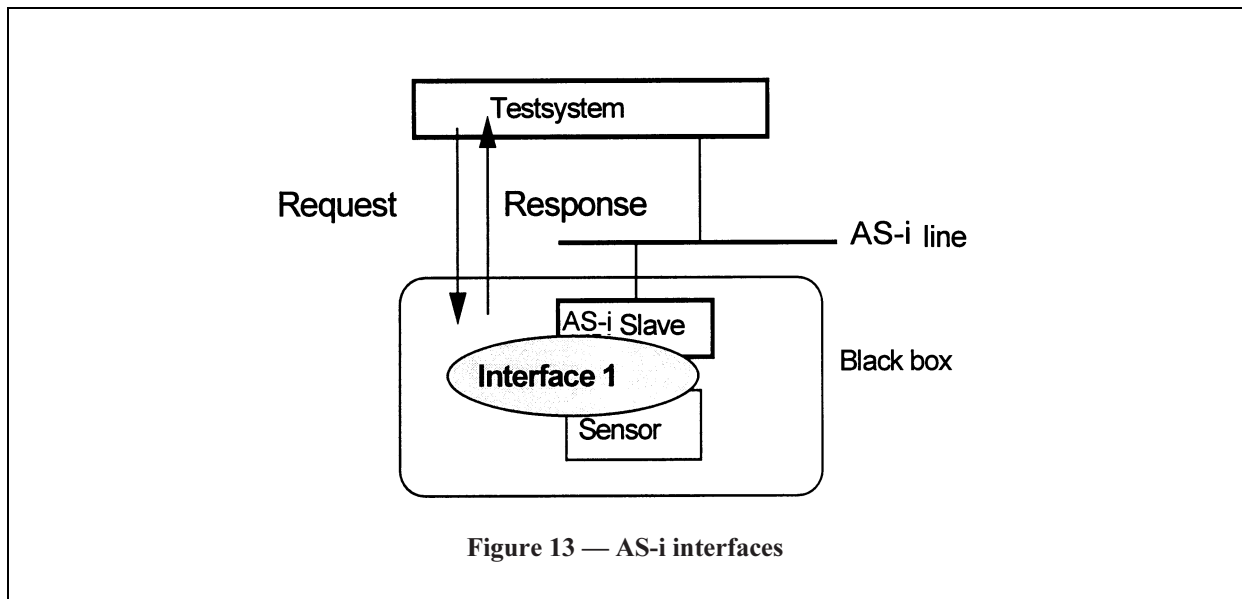 Testsystem
Request
Response
AS-i line
AS-i Slave
Black box
Interface 1
Sensor
Figure 13 — AS-i interfaces